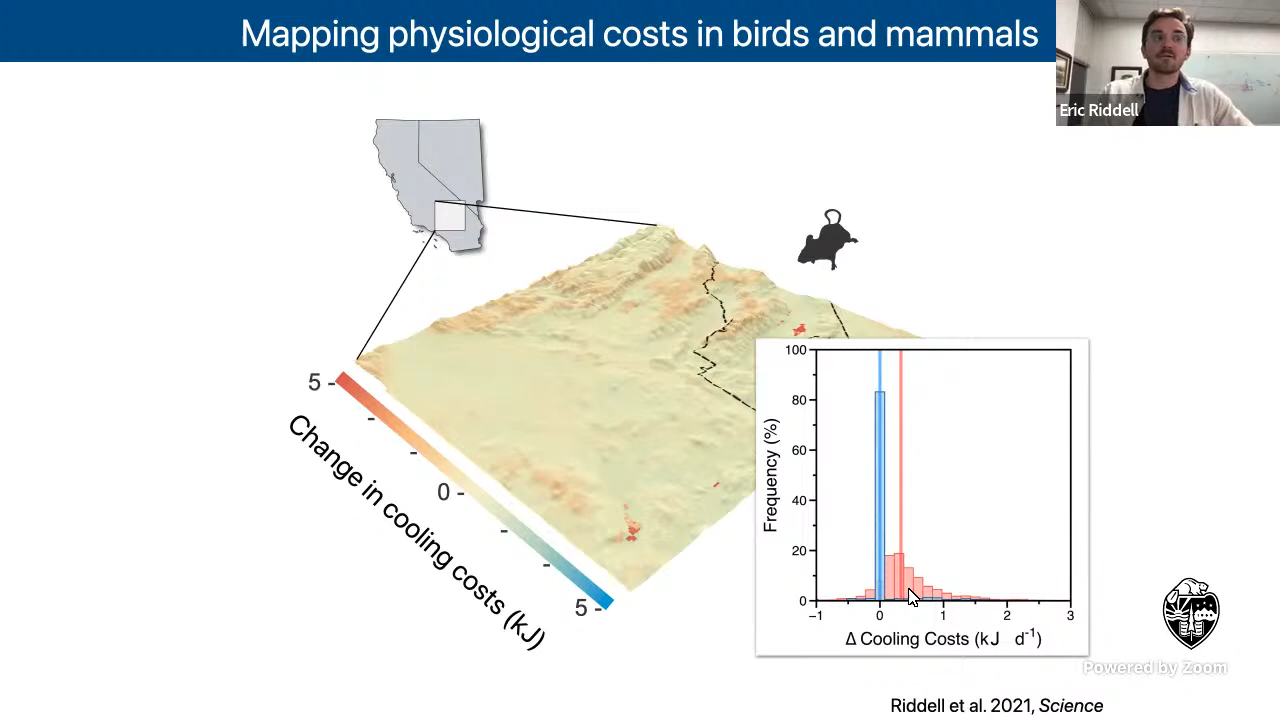 Mapping physiological costs in birds and mammals
Eric Riddell
5
0
5
Change in cooling costs (kJ)
100
80
60
40
20
0
Frequency (%)
−1 0 1 2 3
Δ Cooling Costs (kJ d⁻¹)
Powered by Zoom
Riddell et al. 2021, Science